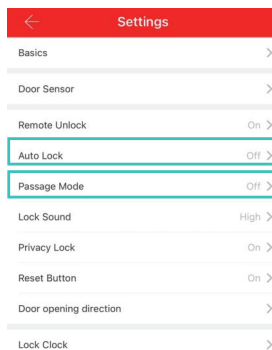 Settings
Basics
Door Sensor
Remote Unlock On
Auto Lock Off
Passage Mode Off
Lock Sound High
Privacy Lock On
Reset Button On
Door opening direction
Lock Clock